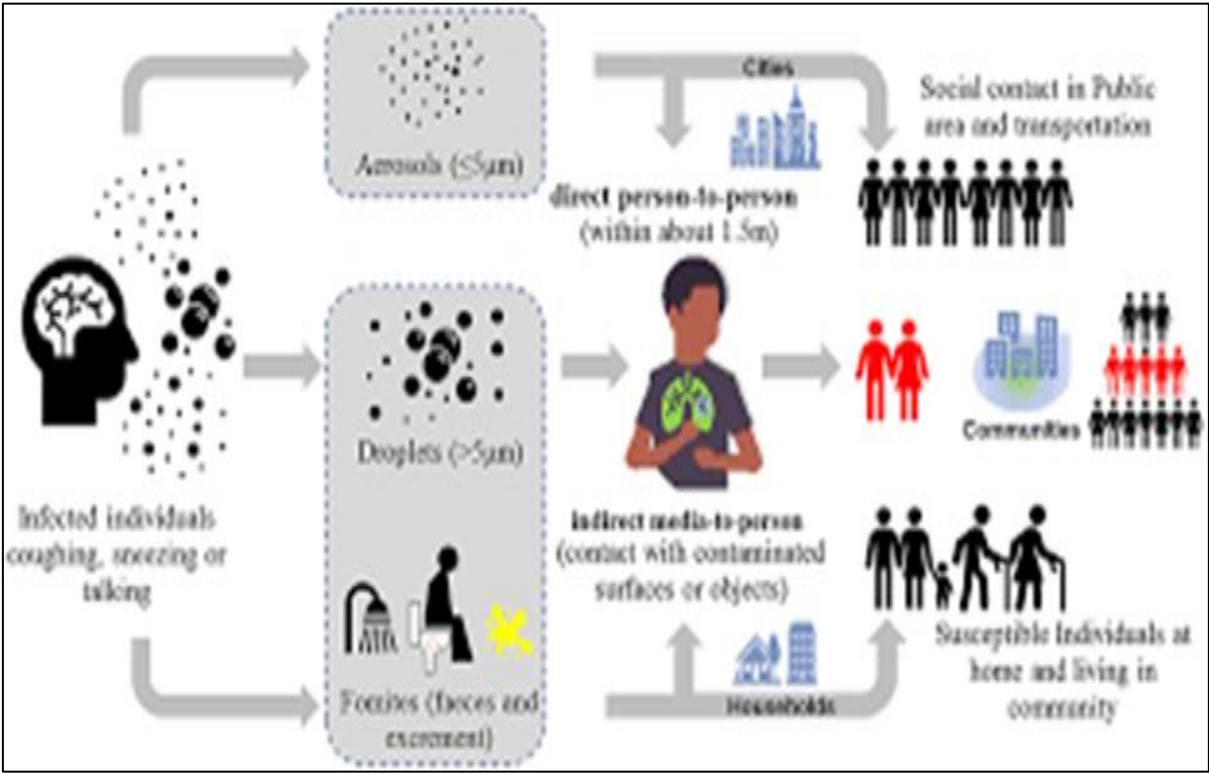 Aerosols (≤5μm)
Cities
Social contact in Public
area and transportation
direct person-to-person
(within about 1.5m)
Droplets (>5μm)
Communities
Infected individuals
coughing, sneezing or
talking
indirect media-to-person
(contact with contaminated
surfaces or objects)
Fomites (faeces and
excrement)
Households
Susceptible Individuals at
home and living in
community